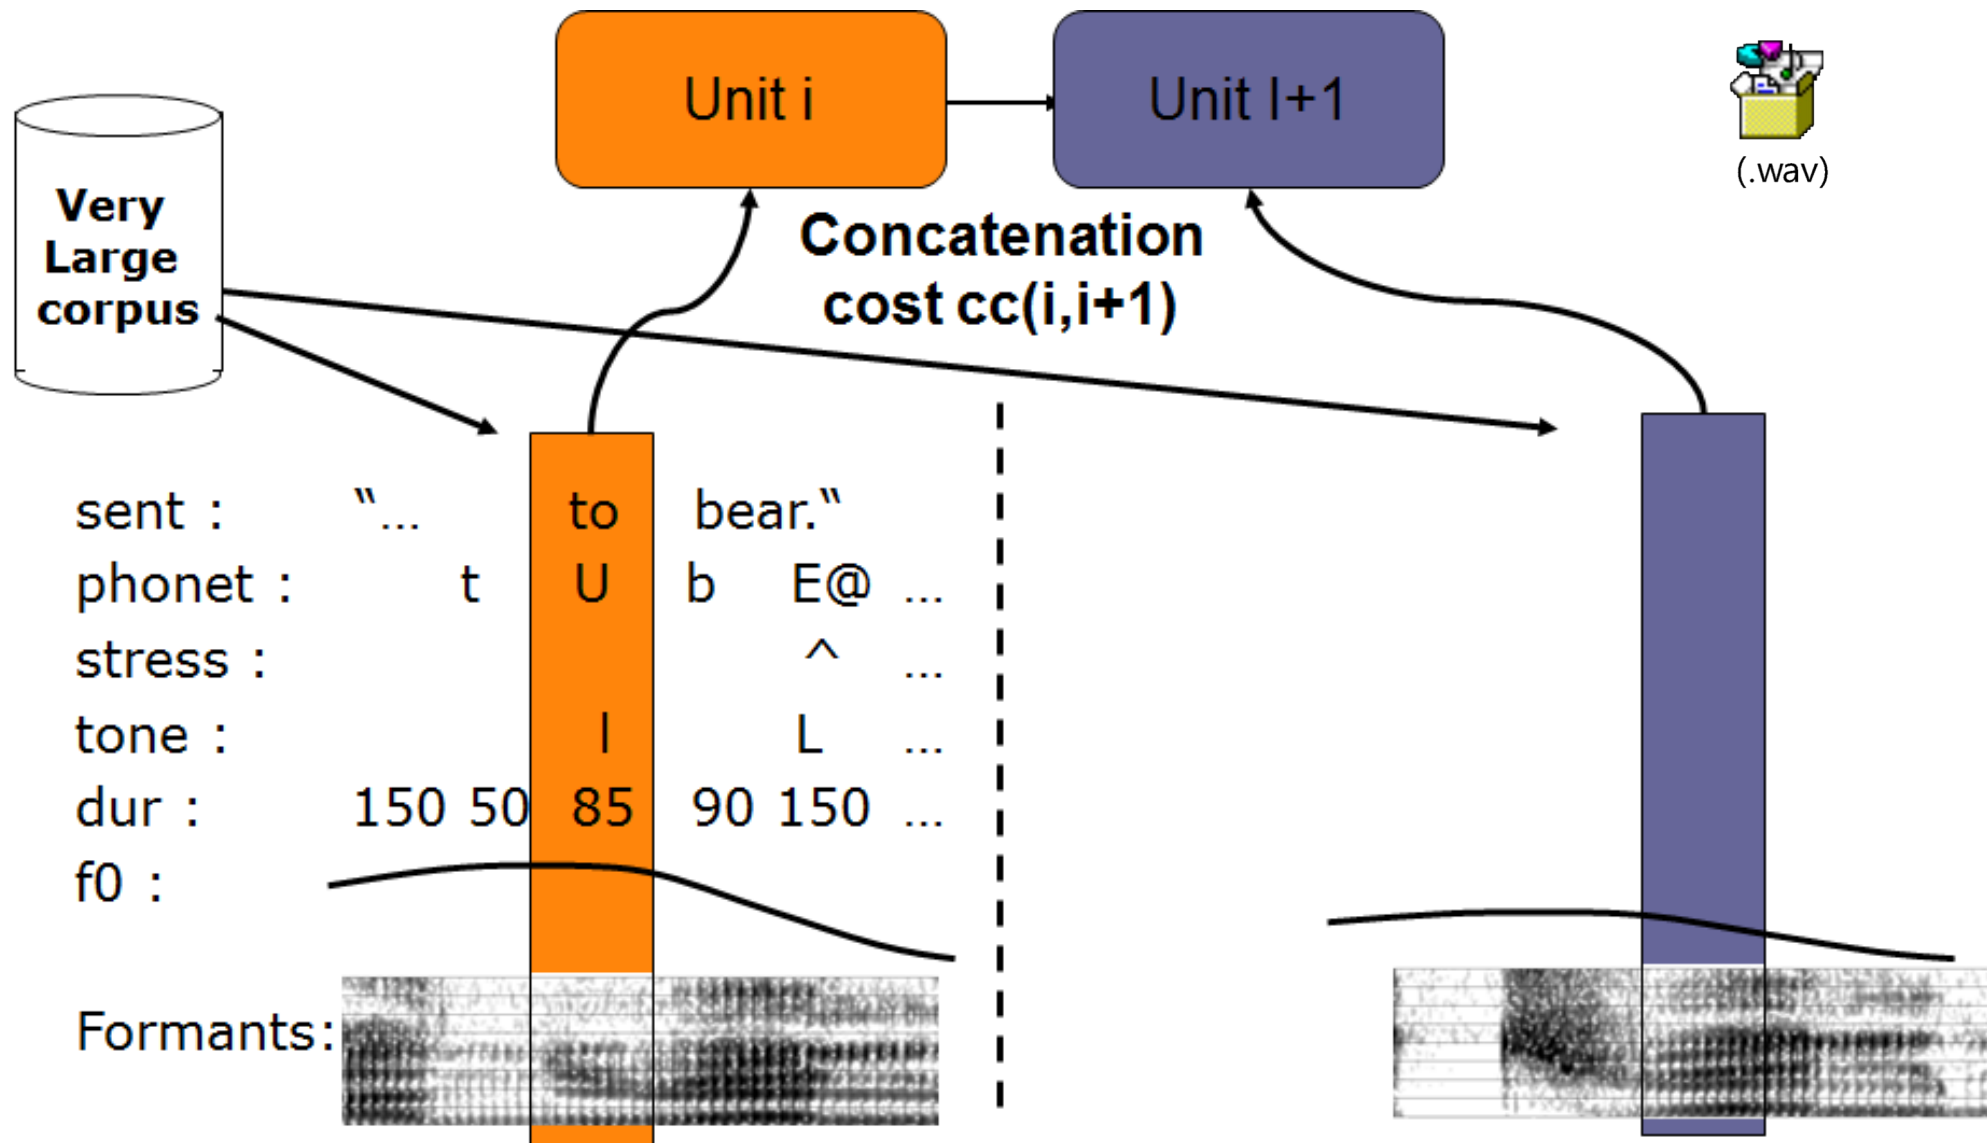 Unit i
Unit I+1
(.wav)
Very
Large
corpus
Concatenation
cost cc(i,i+1)
sent : “… to bear.“
phonet : t U b E@ …
stress : ^ …
tone : l L …
dur : 150 50 85 90 150 …
f0 :
Formants: